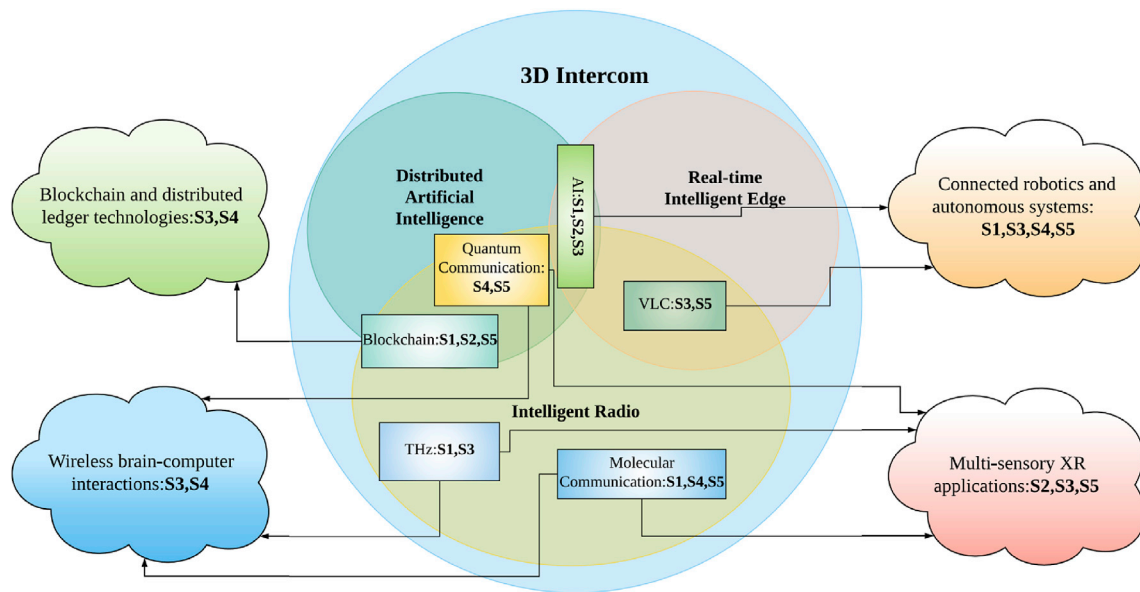 3D Intercom
Blockchain and distributed
ledger technologies:S3,S4
Distributed
Artificial
Intelligence
AI:S1,S2,S3
Real-time
Intelligent Edge
Connected robotics and
autonomous systems:
S1,S3,S4,S5
Quantum
Communication:
S4,S5
VLC:S3,S5
Blockchain:S1,S2,S5
Intelligent Radio
THz:S1,S3
Molecular
Communication:S1,S4,S5
Wireless brain-computer
interactions:S3,S4
Multi-sensory XR
applications:S2,S3,S5